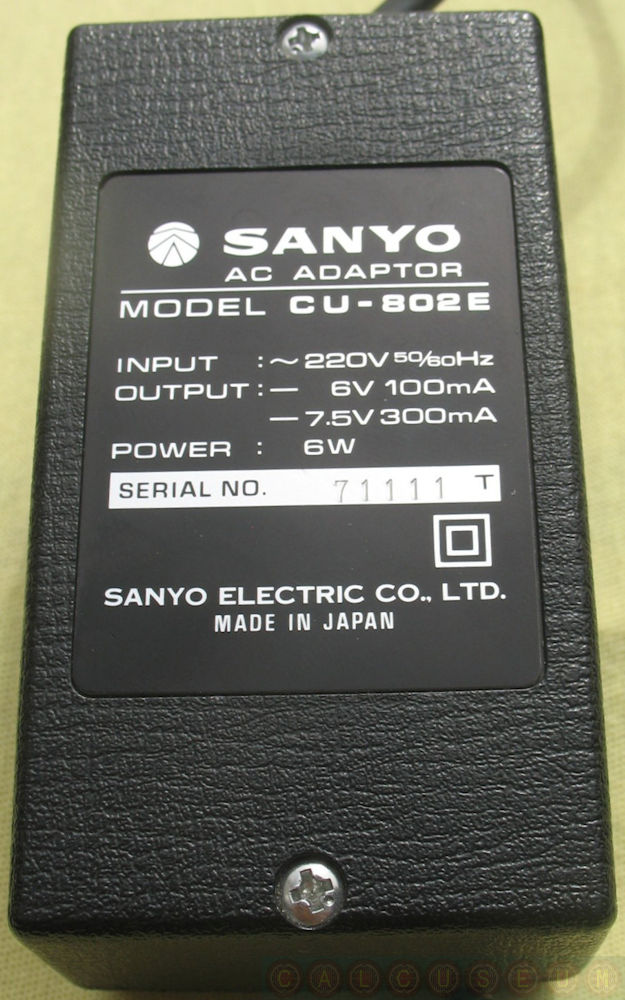 SANYO
AC ADAPTOR
MODEL CU-802E
INPUT : ~ 220V 50/60Hz
OUTPUT : — 6V 100mA
— 7.5V 300mA
POWER : 6W
SERIAL NO. 71111 T
SANYO ELECTRIC CO., LTD.
MADE IN JAPAN
CALCUSEUM